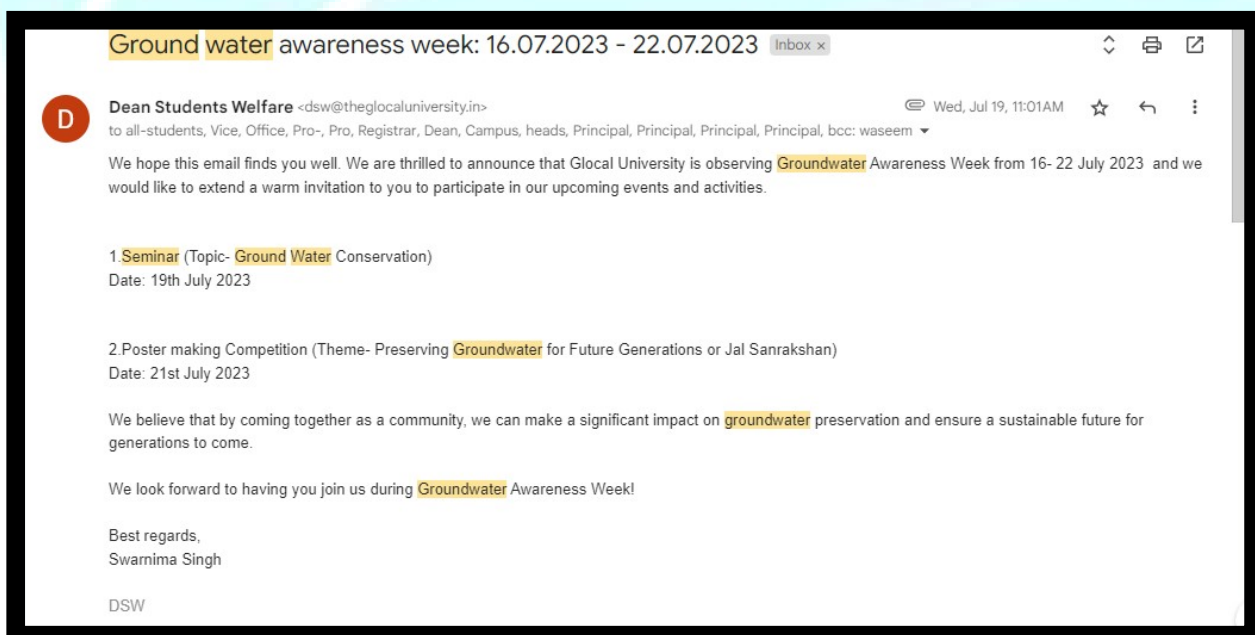 Ground water awareness week: 16.07.2023 - 22.07.2023 Inbox ×
D
Dean Students Welfare <dsw@theglocaluniversity.in> Wed, Jul 19, 11:01AM
to all-students, Vice, Office, Pro-, Pro, Registrar, Dean, Campus, heads, Principal, Principal, Principal, Principal, bcc: waseem
We hope this email finds you well. We are thrilled to announce that Glocal University is observing Groundwater Awareness Week from 16- 22 July 2023 and we
would like to extend a warm invitation to you to participate in our upcoming events and activities.
1.Seminar (Topic- Ground Water Conservation)
Date: 19th July 2023
2.Poster making Competition (Theme- Preserving Groundwater for Future Generations or Jal Sanrakshan)
Date: 21st July 2023
We believe that by coming together as a community, we can make a significant impact on groundwater preservation and ensure a sustainable future for
generations to come.
We look forward to having you join us during Groundwater Awareness Week!
Best regards,
Swarnima Singh
DSW